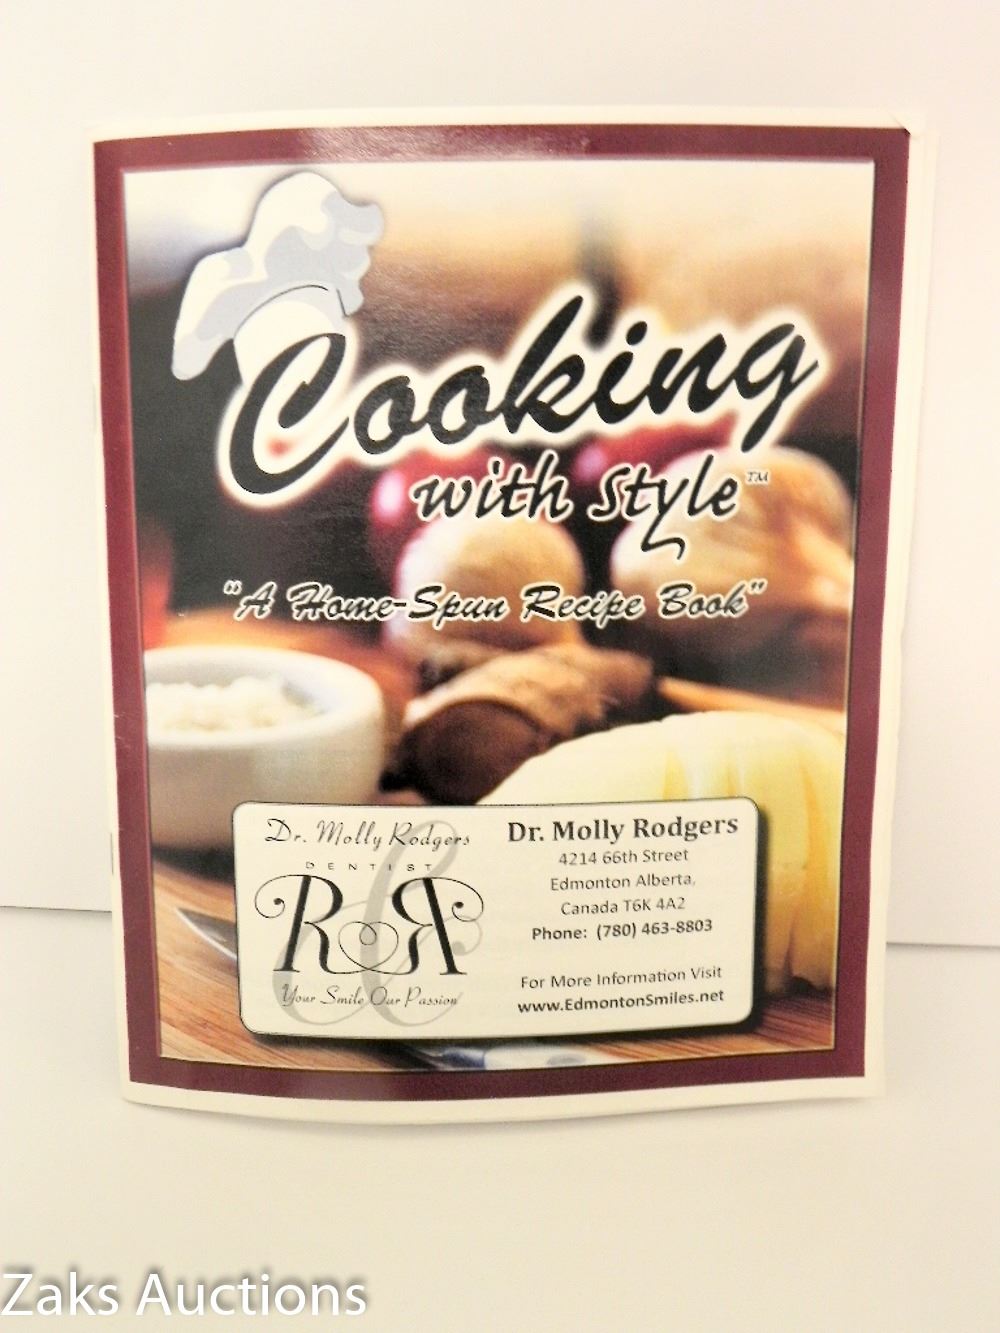 Cooking
with style™
"A Home-Spun Recipe Book"
Dr. Molly Rodgers
DENTIST
R&R
Your Smile Our Passion
Dr. Molly Rodgers
4214 66th Street
Edmonton Alberta,
Canada T6K 4A2
Phone: (780) 463-8803
For More Information Visit
www.EdmontonSmiles.net
Zaks Auctions